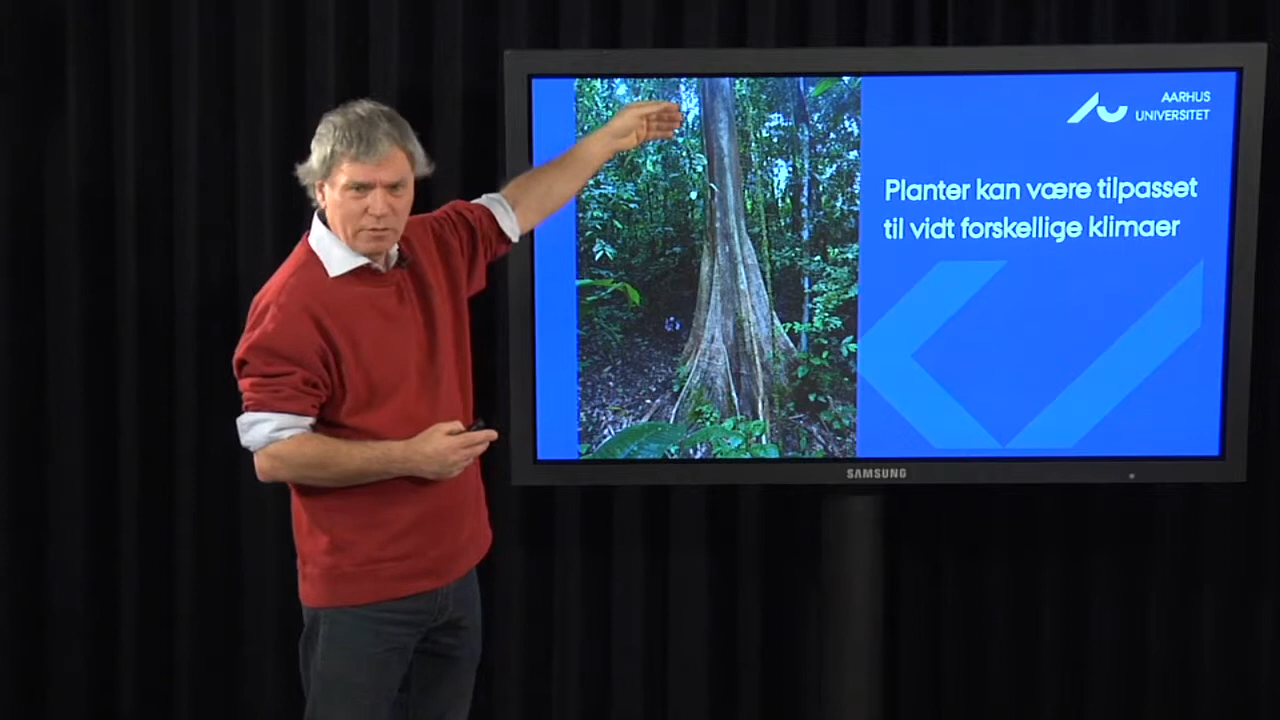 AARHUS
UNIVERSITET
Planter kan være tilpasset
til vidt forskellige klimaer
SAMSUNG